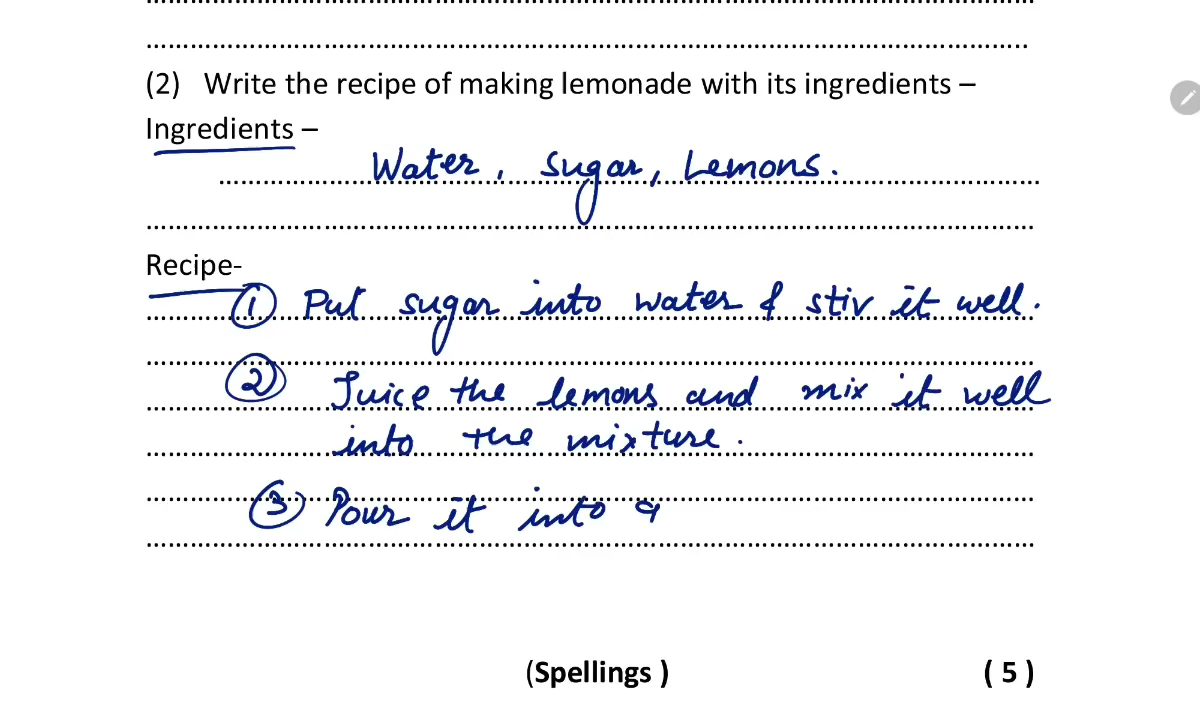 (2) Write the recipe of making lemonade with its ingredients –
Ingredients –
Water, Sugar, Lemons.
Recipe-
① Put sugar into water & stir it well.
② Juice the lemons and mix it well
into the mixture.
③ Pour it into a
(Spellings ) ( 5 )